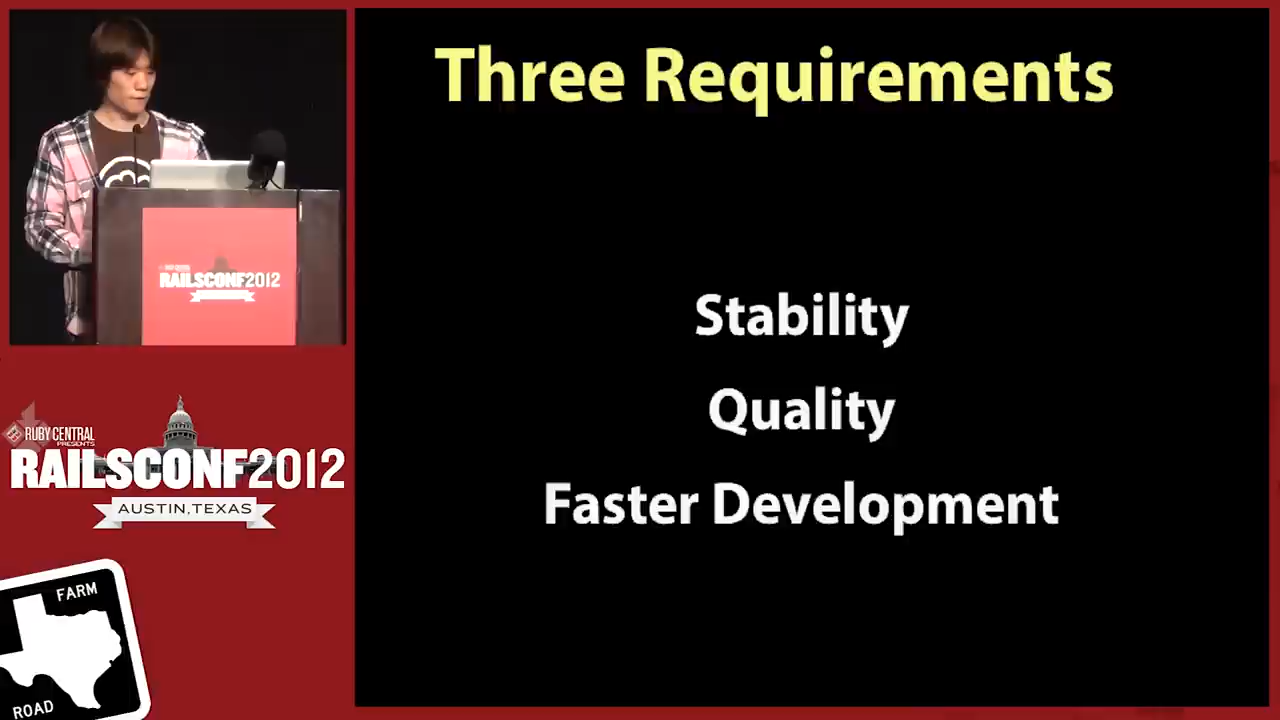 Three Requirements
Stability
Quality
Faster Development
RAILSCONF2012
RUBY CENTRAL
PRESENTS
RAILSCONF2012
AUSTIN, TEXAS
FARM
ROAD